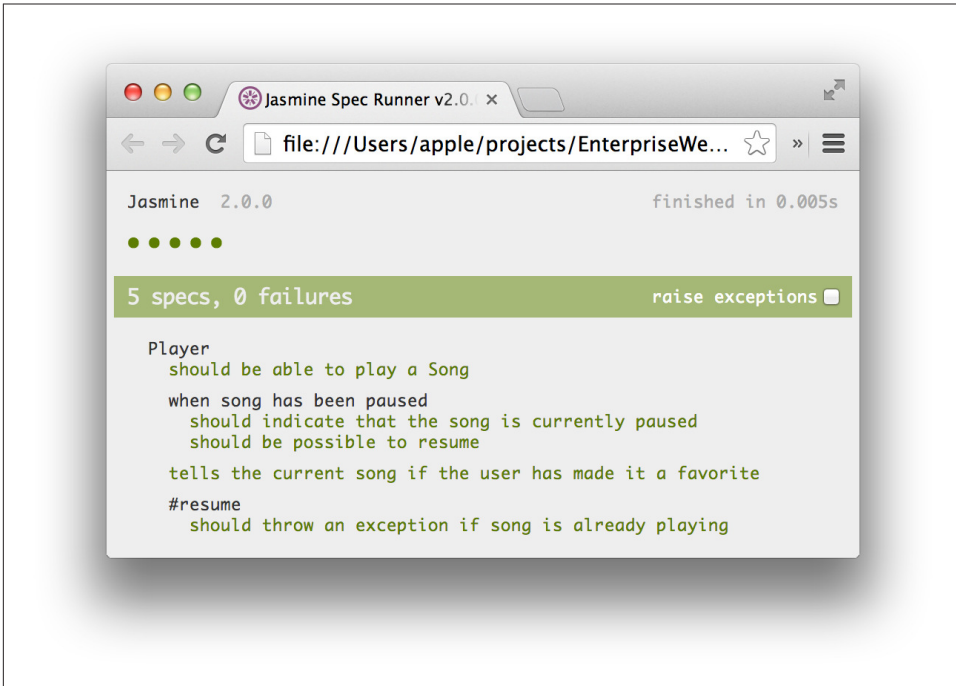 Jasmine Spec Runner v2.0.
file:///Users/apple/projects/EnterpriseWe...
Jasmine 2.0.0
finished in 0.005s
5 specs, 0 failures
raise exceptions
Player
should be able to play a Song
when song has been paused
should indicate that the song is currently paused
should be possible to resume
tells the current song if the user has made it a favorite
#resume
should throw an exception if song is already playing